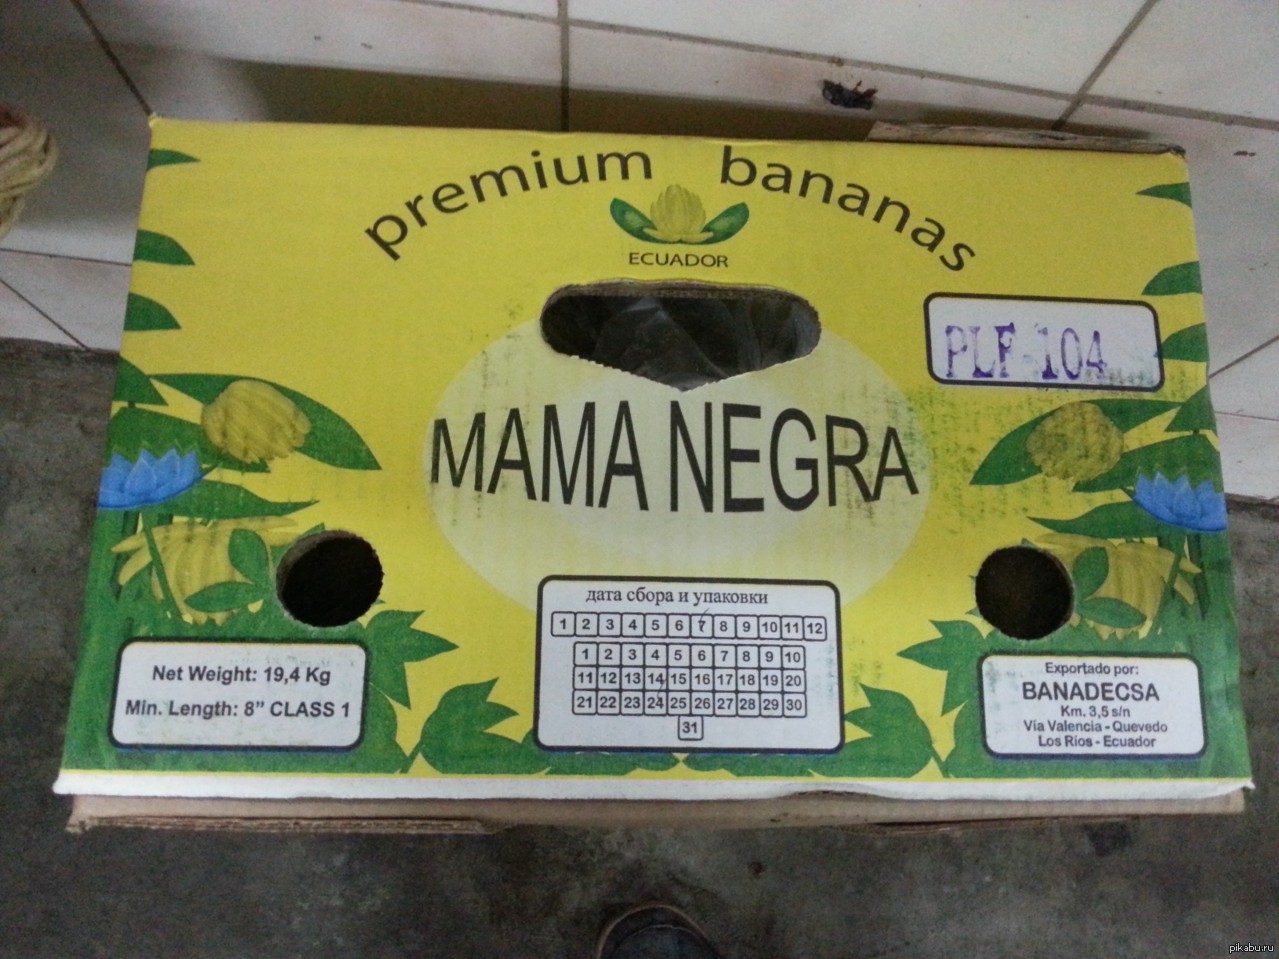 premium bananas
ECUADOR
PLF 104
MAMA NEGRA
дата сбора и упаковки
1 2 3 4 5 6 7 8 9 10 11 12
1 2 3 4 5 6 7 8 9 10
11 12 13 14 15 16 17 18 19 20
21 22 23 24 25 26 27 28 29 30
31
Net Weight: 19,4 Kg
Min. Length: 8” CLASS 1
Exportado por:
BANADECSA
Km. 3,5 s/n
Vía Valencia - Quevedo
Los Ríos - Ecuador
pikabu.ru